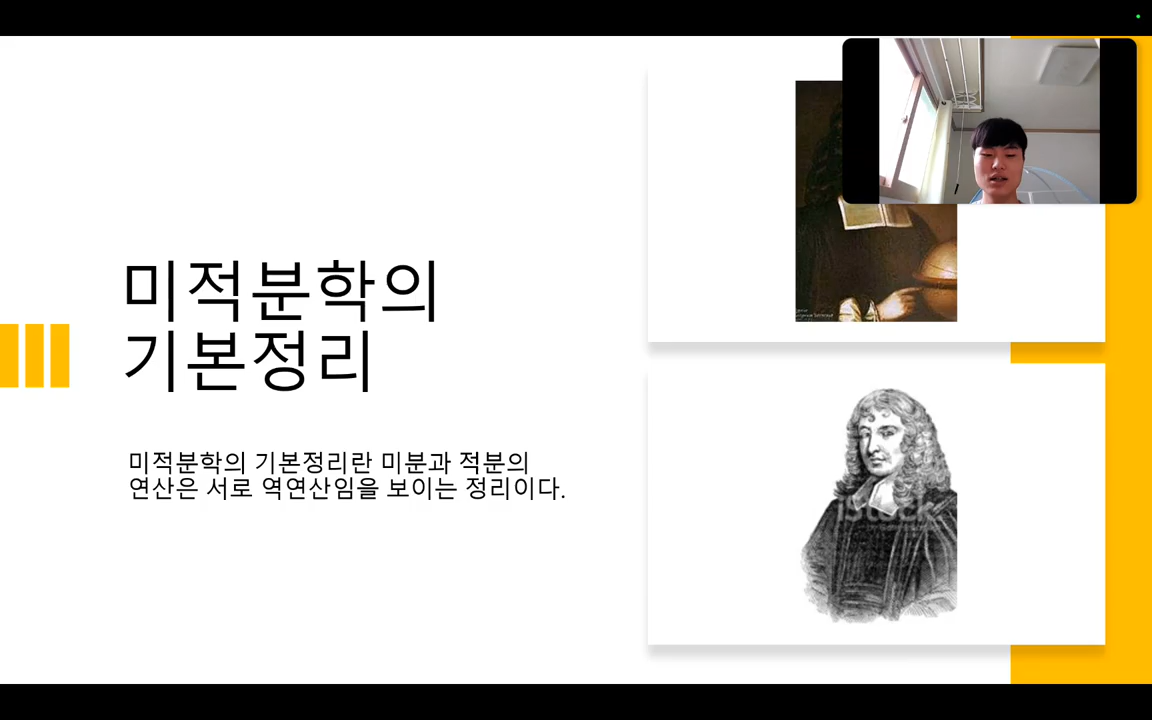 미적분학의
기본정리
미적분학의 기본정리란 미분과 적분의
연산은 서로 역연산임을 보이는 정리이다.
iStock